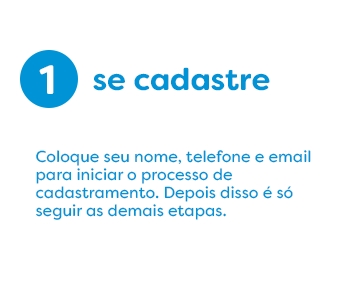 1 se cadastre
Coloque seu nome, telefone e email
para iniciar o processo de
cadastramento. Depois disso é só
seguir as demais etapas.